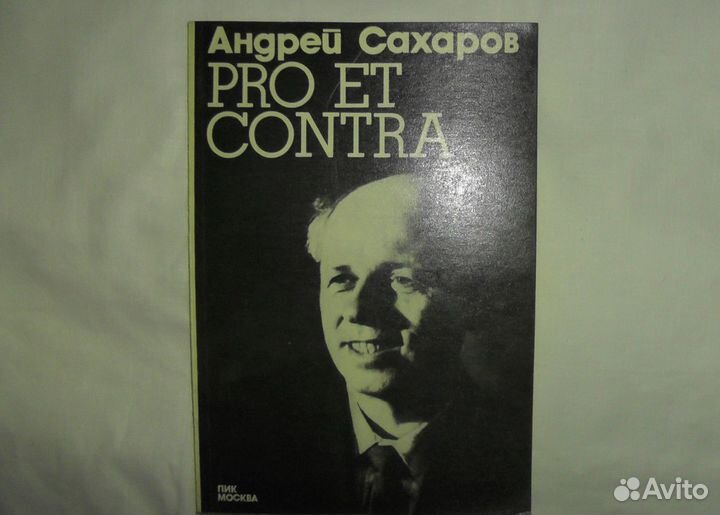 Андрей Сахаров
PRO ET
CONTRA
ПИК
МОСКВА
Avito